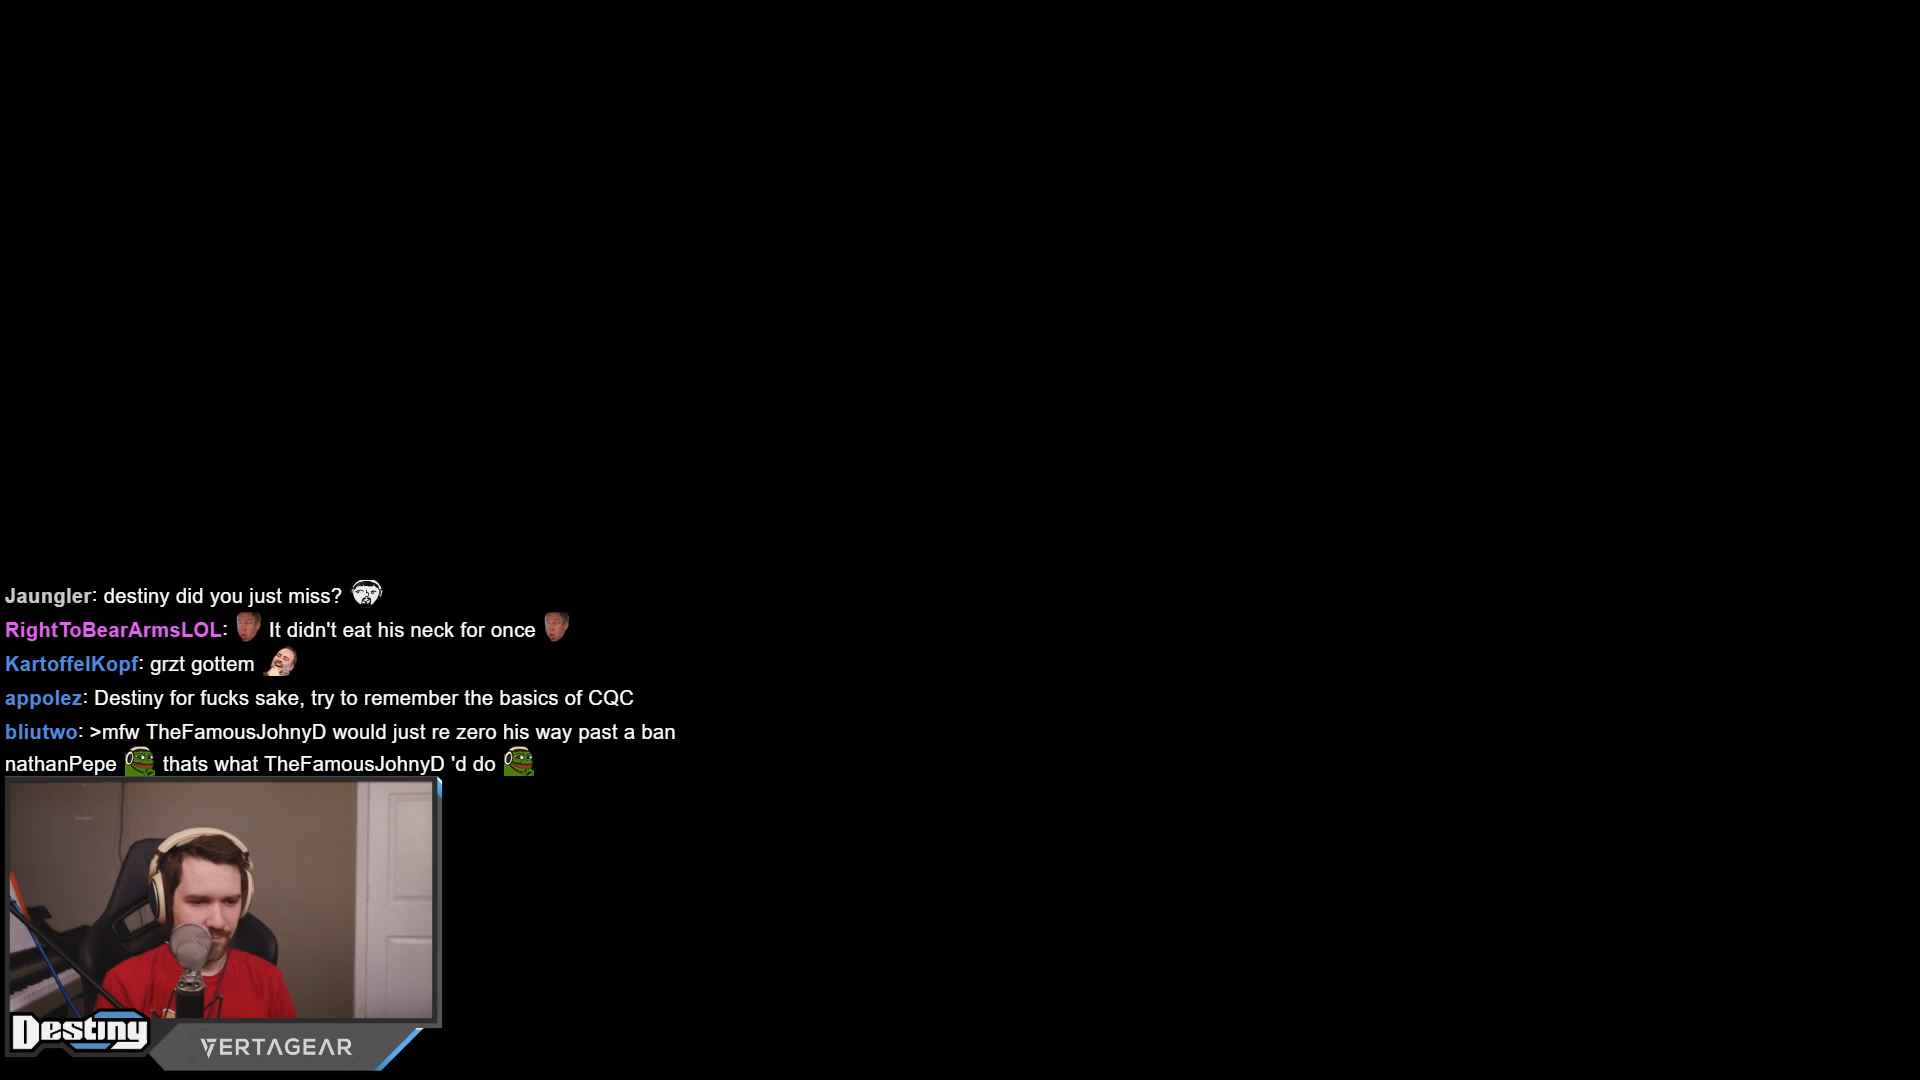 Jaungler: destiny did you just miss?
RightToBearArmsLOL: It didn't eat his neck for once
KartoffelKopf: grzt gottem
appolez: Destiny for fucks sake, try to remember the basics of CQC
bliutwo: >mfw TheFamousJohnyD would just re zero his way past a ban
nathanPepe thats what TheFamousJohnyD 'd do
Destiny
VERTAGEAR